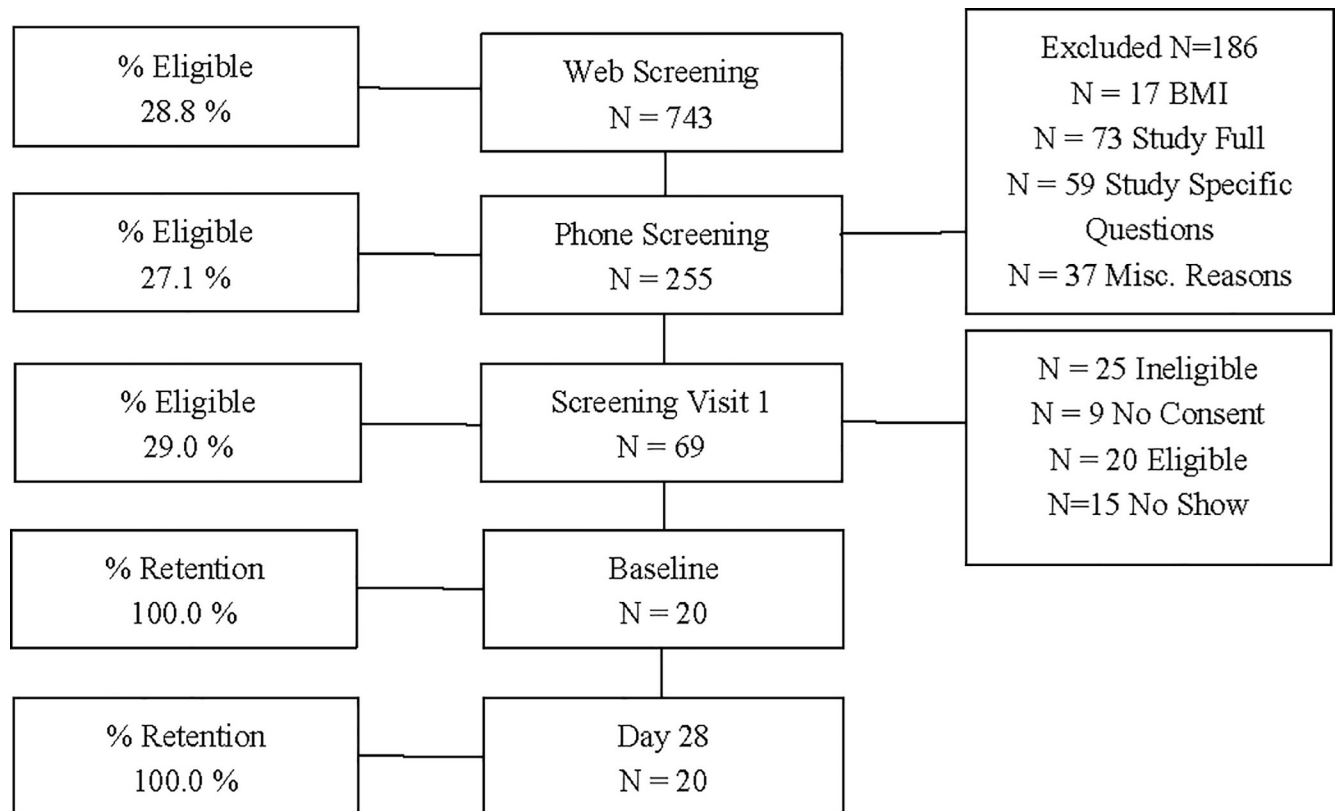 % Eligible
28.8 %
Web Screening
N = 743
Excluded N=186
N = 17 BMI
N = 73 Study Full
N = 59 Study Specific
Questions
N = 37 Misc. Reasons
% Eligible
27.1 %
Phone Screening
N = 255
% Eligible
29.0 %
Screening Visit 1
N = 69
N = 25 Ineligible
N = 9 No Consent
N = 20 Eligible
N=15 No Show
% Retention
100.0 %
Baseline
N = 20
% Retention
100.0 %
Day 28
N = 20